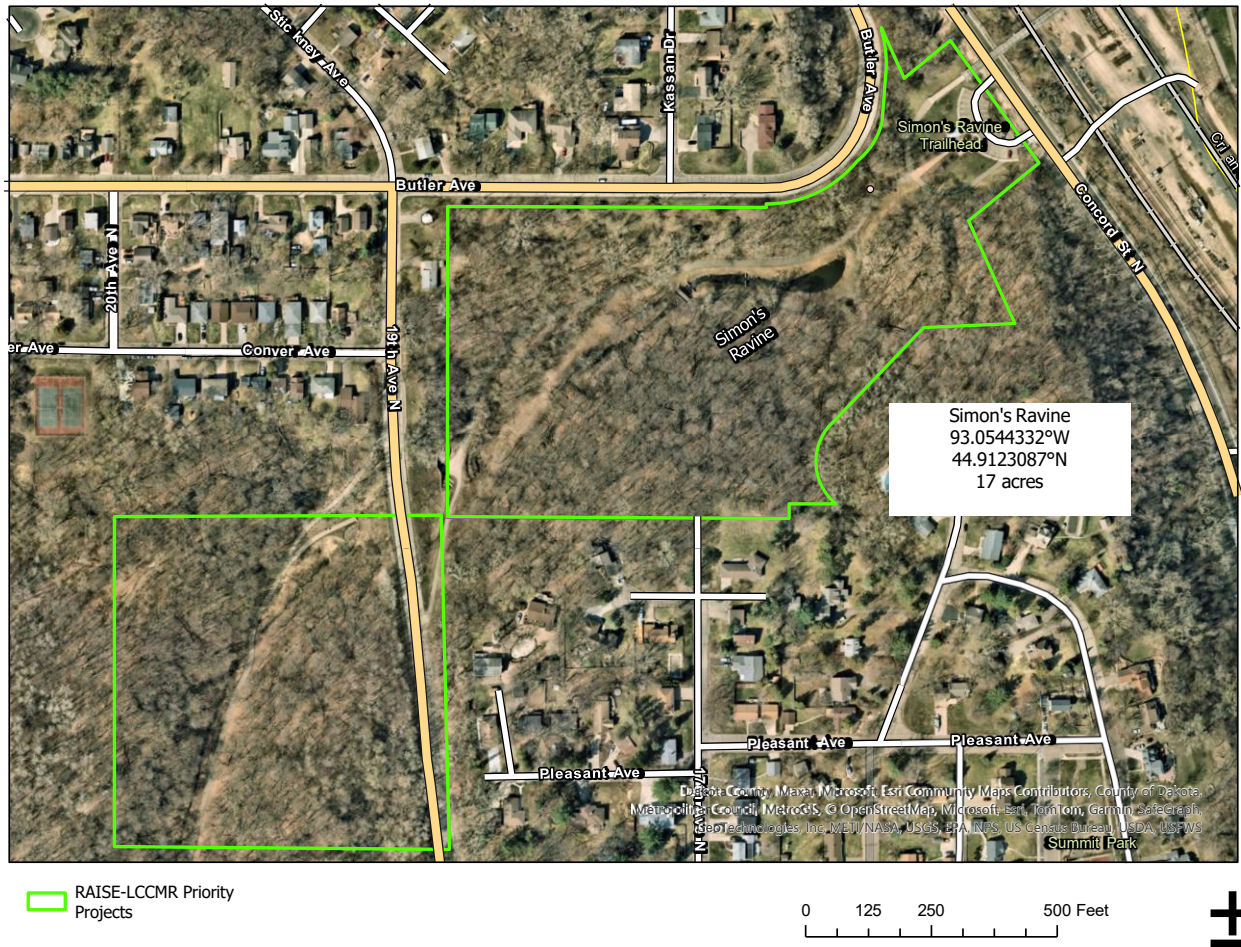 Stickney Ave
Kassan Dr
Butler Ave
Simon's Ravine
Trailhead
Butler Ave
Concord St N
20th Ave N
Conver Ave
er Ave
19th Ave N
Simon's
Ravine
Simon's Ravine
93.0544332°W
44.9123087°N
17 acres
Pleasant Ave
Pleasant Ave
Pleasant Ave
Dakota County, Maxar, Microsoft, Esri Community Maps Contributors, County of Dakota,
Metropolitan Council, MetroGIS, © OpenStreetMap, Microsoft, Esri, TomTom, Garmin, SafeGraph,
GeoTechnologies, Inc, METI/NASA, USGS, EPA, NPS, US Census Bureau, USDA, USFWS
Summit Park
RAISE-LCCMR Priority
Projects
0 125 250 500 Feet